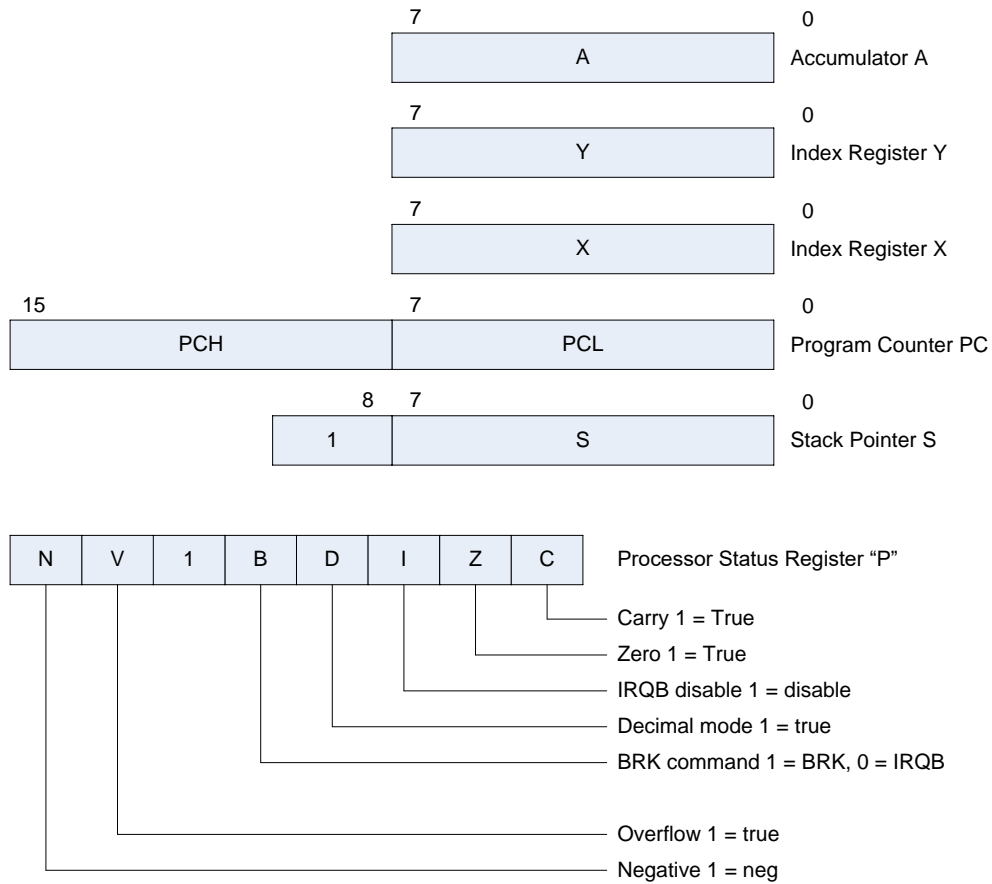 7 0
A Accumulator A
7 0
Y Index Register Y
7 0
X Index Register X
15 7 0
PCH PCL Program Counter PC
8 7 0
1 S Stack Pointer S
N V 1 B D I Z C Processor Status Register “P”
Carry 1 = True
Zero 1 = True
IRQB disable 1 = disable
Decimal mode 1 = true
BRK command 1 = BRK, 0 = IRQB
Overflow 1 = true
Negative 1 = neg